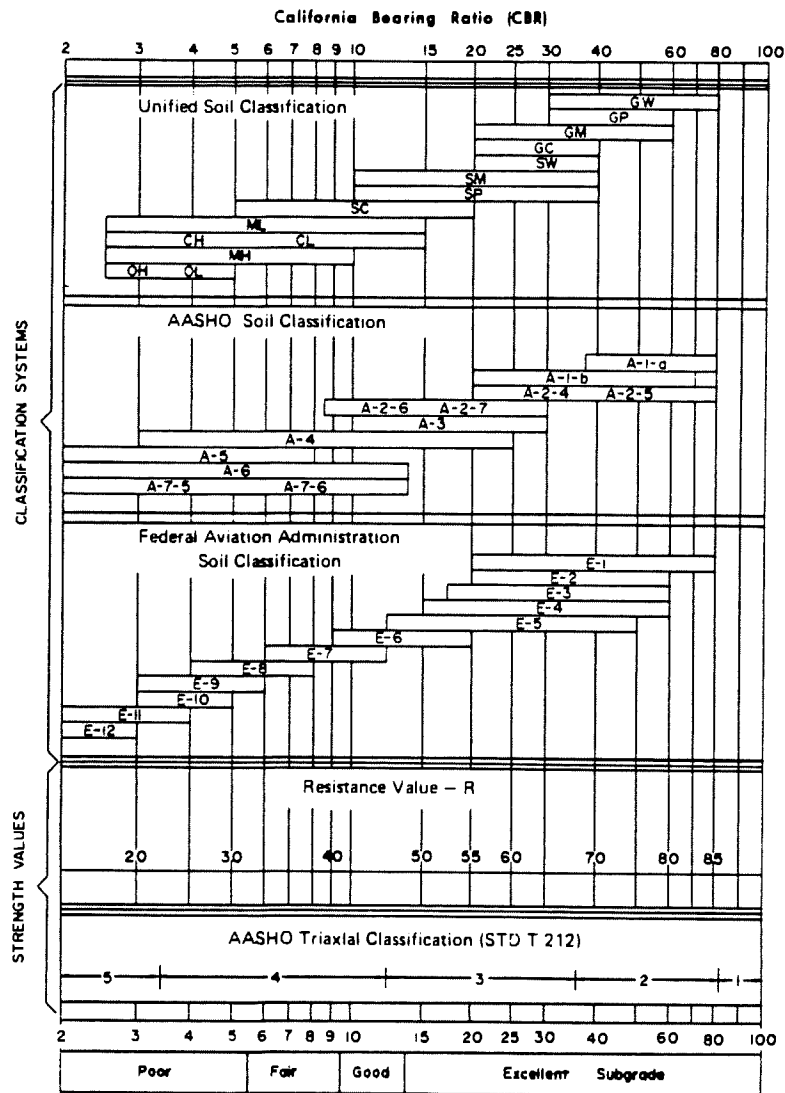 California Bearing Ratio (CBR)
2 3 4 5 6 7 8 9 10 15 20 25 30 40 50 60 70 80 100
Unified Soil Classification
GW
GP
GM
GC
SW
SM
SP
SC
ML
CH CL
MH
OH OL
AASHO Soil Classification
A-1-a
A-1-b
A-2-4 A-2-5
A-2-6 A-2-7
A-3
A-4
A-5
A-6
A-7-5 A-7-6
CLASSIFICATION SYSTEMS
Federal Aviation Administration
Soil Classification
E-1
E-2
E-3
E-4
E-5
E-6
E-7
E-8
E-9
E-10
E-11
E-12
STRENGTH VALUES
Resistance Value – R
20 30 40 50 55 60 70 80 85
AASHO Triaxial Classification (STD T 212)
5 4 3 2 1
2 3 4 5 6 7 8 9 10 15 20 25 30 40 50 60 80 100
Poor Fair Good Excellent Subgrade